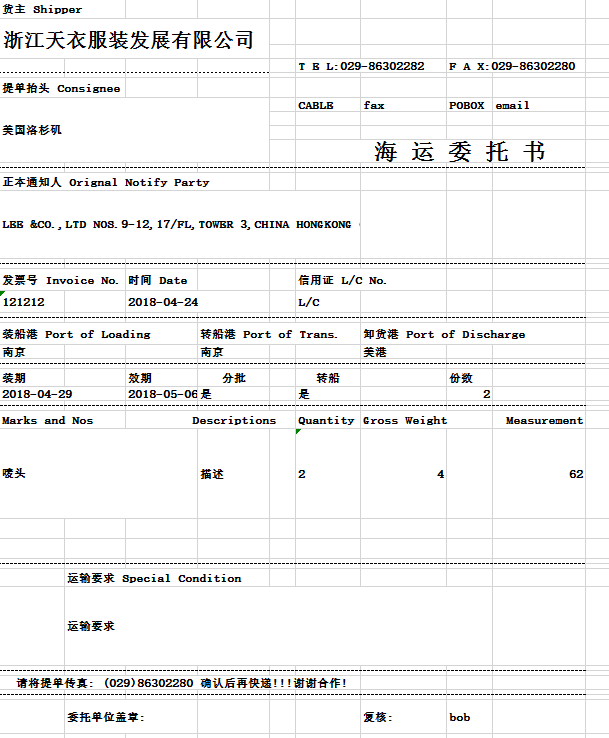 货主 Shipper
浙江天衣服装发展有限公司
T E L:029-86302282 F A X:029-86302280
提单抬头 Consignee
CABLE fax POBOX email
美国洛杉矶
海 运 委 托 书
正本通知人 Orignal Notify Party
LEE &CO.,LTD NOS.9-12,17/FL,TOWER 3,CHINA HONGKONG
发票号 Invoice No. 时间 Date 信用证 L/C No.
121212 2018-04-24 L/C
装船港 Port of Loading 转船港 Port of Trans. 卸货港 Port of Discharge
南京 南京 美港
装期 效期 分批 转船 份数
2018-04-29 2018-05-06 是 是 2
Marks and Nos Descriptions Quantity Gross Weight Measurement
唛头 描述 2 4 62
运输要求 Special Condition
运输要求
请将提单传真: (029)86302280 确认后再快递!!!谢谢合作!
委托单位盖章: 复核: bob